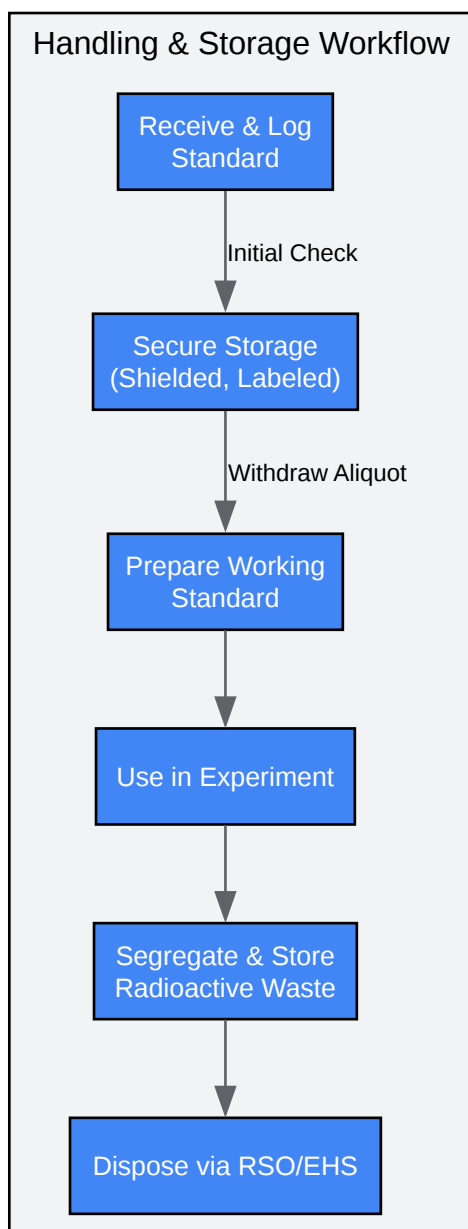 Handling & Storage Workflow
Receive & Log
Standard
Initial Check
Secure Storage
(Shielded, Labeled)
Withdraw Aliquot
Prepare Working
Standard
Use in Experiment
Segregate & Store
Radioactive Waste
Dispose via RSO/EHS